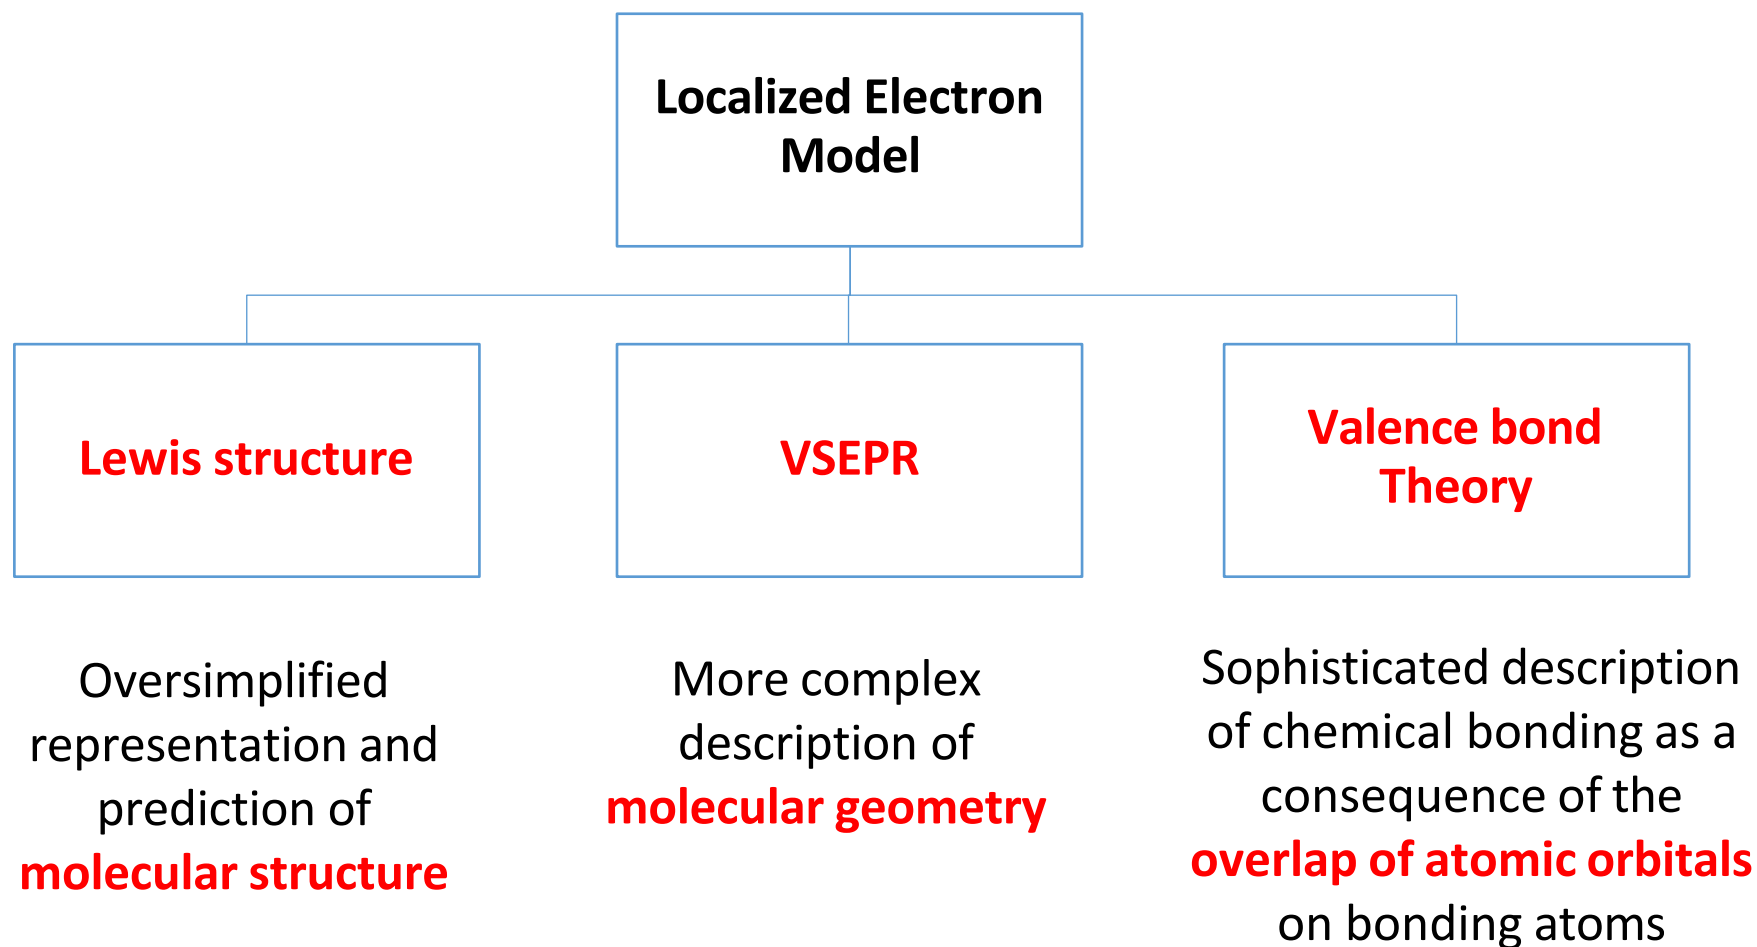 Localized Electron
Model
Lewis structure
VSEPR
Valence bond
Theory
Oversimplified
representation and
prediction of
molecular structure
More complex
description of
molecular geometry
Sophisticated description
of chemical bonding as a
consequence of the
overlap of atomic orbitals
on bonding atoms